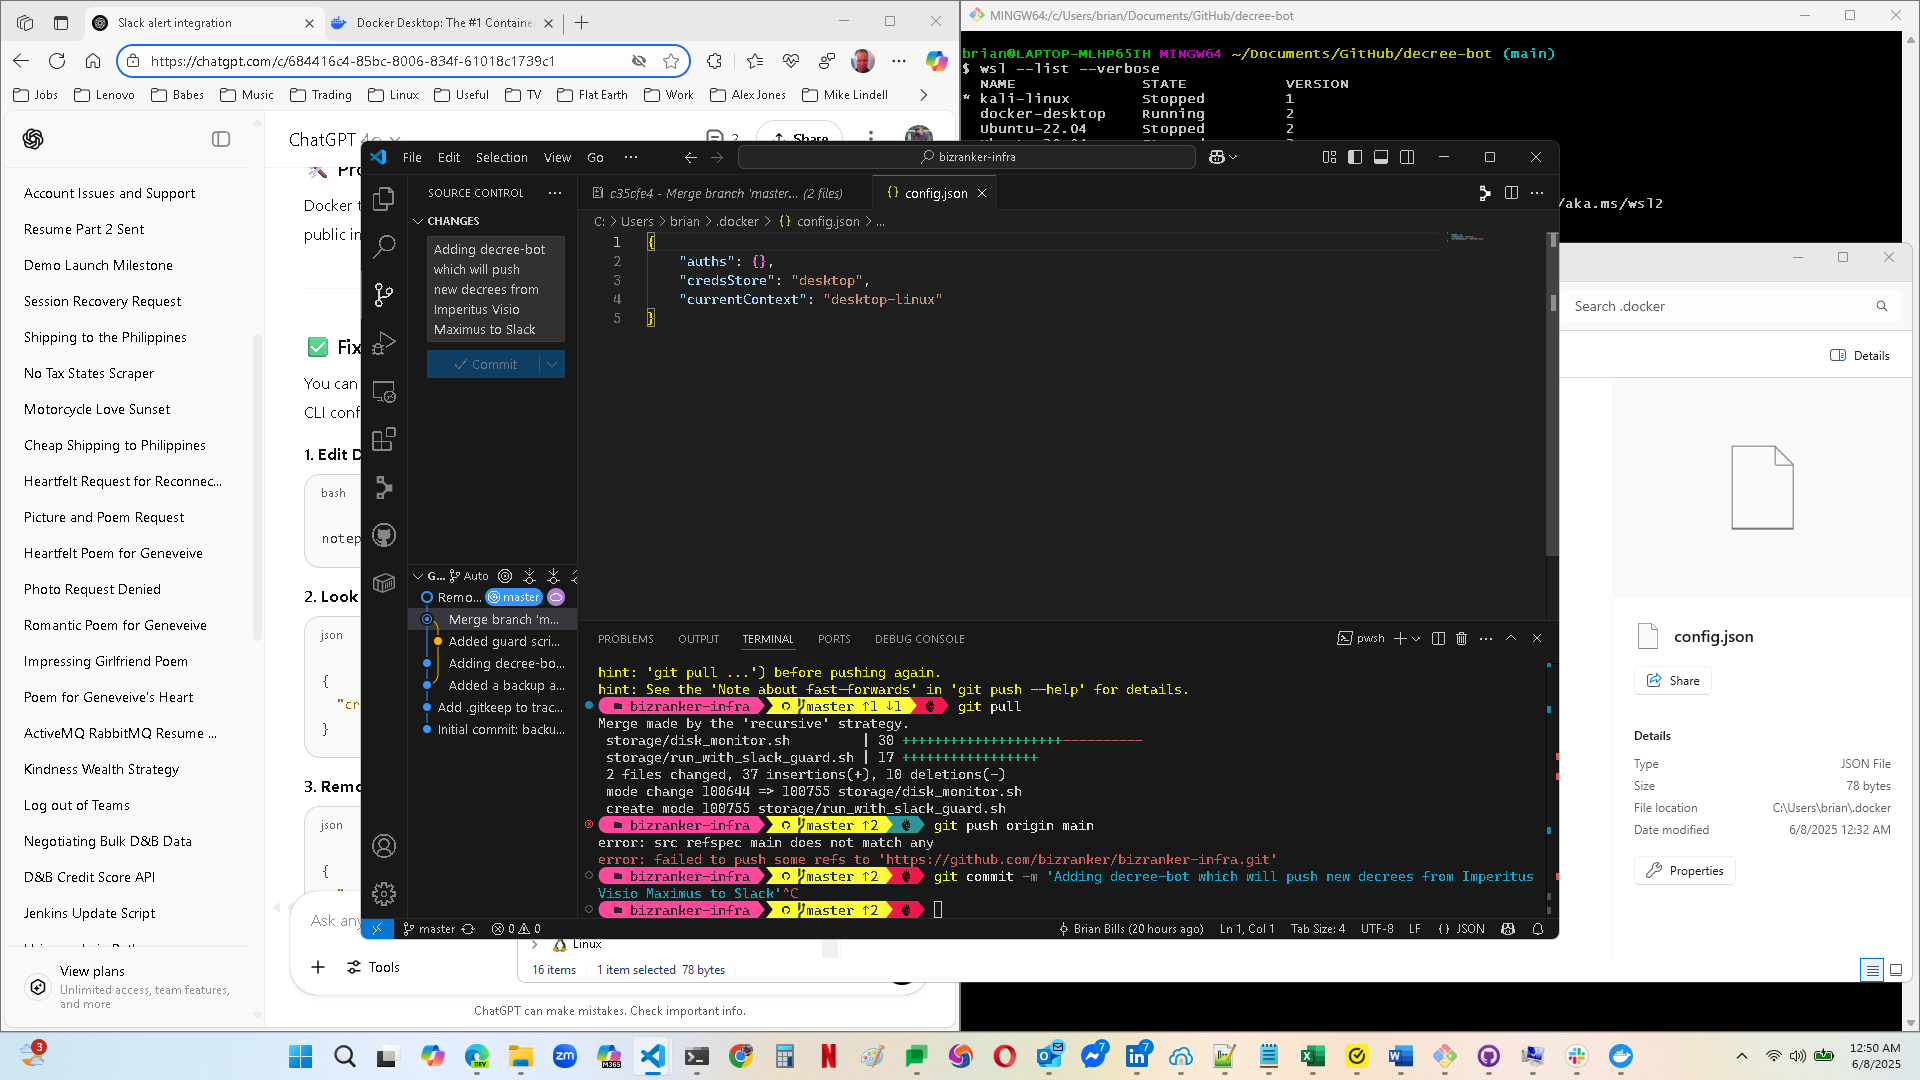 Slack alert integration
Docker Desktop: The #1 Containe
https://chatgpt.com/c/684416c4-85bc-8006-834f-61018c1739c1
Jobs
Lenovo
Babes
Music
Trading
Linux
Useful
TV
Flat Earth
Work
Alex Jones
Mike Lindell
ChatGPT 4o
2
Share
Account Issues and Support
Resume Part 2 Sent
Demo Launch Milestone
Session Recovery Request
Shipping to the Philippines
No Tax States Scraper
Motorcycle Love Sunset
Cheap Shipping to Philippines
Heartfelt Request for Reconnec...
Picture and Poem Request
Heartfelt Poem for Geneveive
Photo Request Denied
Romantic Poem for Geneveive
Impressing Girlfriend Poem
Poem for Geneveive's Heart
ActiveMQ RabbitMQ Resume ...
Kindness Wealth Strategy
Log out of Teams
Negotiating Bulk D&B Data
D&B Credit Score API
Jenkins Update Script
View plans
Unlimited access, team features,
and more
Docker t
public in
Fix
You can
CLI conf
1. Edit D
bash
notep
2. Look
json
{
"cr
}
3. Remo
json
{
Ask any
Tools
ChatGPT can make mistakes. Check important info.
MINGW64:/c/Users/brian/Documents/GitHub/decree-bot
brian@LAPTOP-MLHP65IH MINGW64 ~/Documents/GitHub/decree-bot (main)
$ wsl --list --verbose
NAME STATE VERSION
* kali-linux Stopped 1
docker-desktop Running 2
Ubuntu-22.04 Stopped 2
/aka.ms/wsl2
File
Edit
Selection
View
Go
bizranker-infra
SOURCE CONTROL
CHANGES
Adding decree-bot
which will push
new decrees from
Imperitus Visio
Maximus to Slack
Commit
G... Auto
Remo... master
Merge branch 'm...
Added guard scri...
Adding decree-bo...
Added a backup a...
Add .gitkeep to trac...
Initial commit: backu...
c35cfe4 - Merge branch 'master... (2 files)
{} config.json
C: > Users > brian > .docker > {} config.json > ...
1 {
2 "auths": {},
3 "credsStore": "desktop",
4 "currentContext": "desktop-linux"
5 }
PROBLEMS
OUTPUT
TERMINAL
PORTS
DEBUG CONSOLE
pwsh
hint: 'git pull ...') before pushing again.
hint: See the 'Note about fast-forwards' in 'git push --help' for details.
bizranker-infra master ↑1 ↓1 git pull
Merge made by the 'recursive' strategy.
storage/disk_monitor.sh | 30 ++++++++++++++++++++----------
storage/run_with_slack_guard.sh | 17 +++++++++++++++++
2 files changed, 37 insertions(+), 10 deletions(-)
mode change 100644 => 100755 storage/disk_monitor.sh
create mode 100755 storage/run_with_slack_guard.sh
bizranker-infra master ↑2 git push origin main
error: src refspec main does not match any
error: failed to push some refs to 'https://github.com/bizranker/bizranker-infra.git'
bizranker-infra master ↑2 git commit -m 'Adding decree-bot which will push new decrees from Imperitus
Visio Maximus to Slack'^C
bizranker-infra master ↑2
master
0 0
Brian Bills (20 hours ago)
Ln 1, Col 1
Tab Size: 4
UTF-8
LF
{} JSON
Linux
16 items
1 item selected 78 bytes
Search .docker
Details
config.json
Share
Details
Type JSON File
Size 78 bytes
File location C:\Users\brian\.docker
Date modified 6/8/2025 12:32 AM
Properties
3
DEV
zm
M365
N
7
7
12:50 AM
6/8/2025